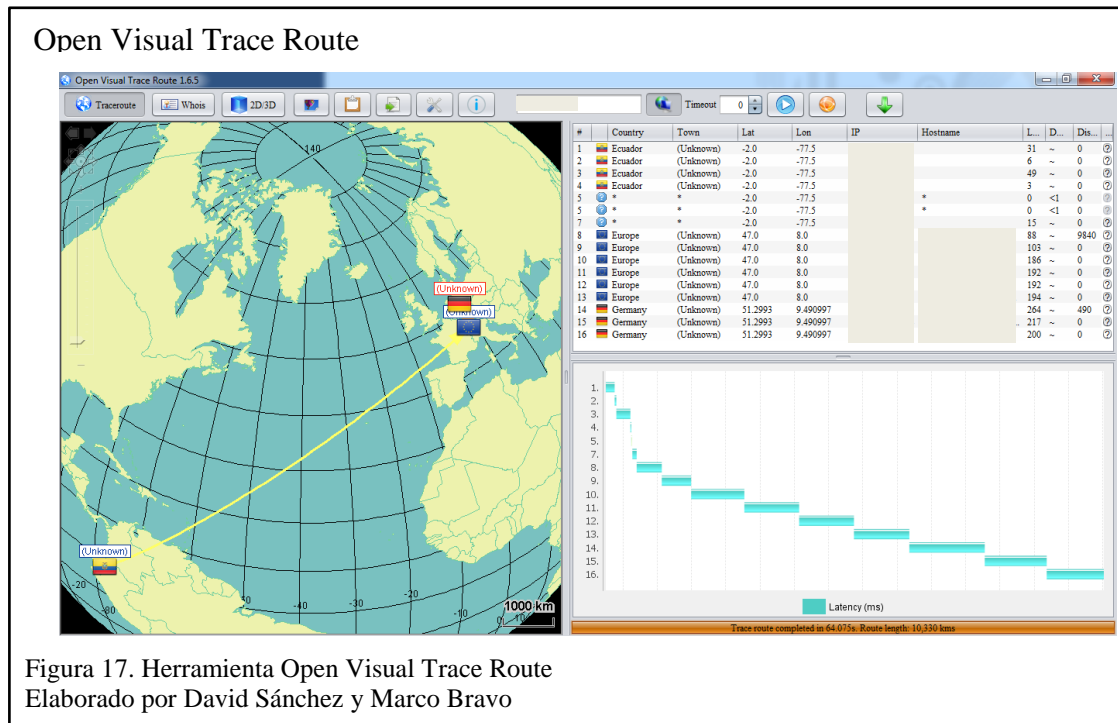 Open Visual Trace Route
Open Visual Trace Route 1.6.5
Traceroute Whois 2D/3D Timeout 0
# Country Town Lat Lon IP Hostname L... D... Dis... ...
1 Ecuador (Unknown) -2.0 -77.5 31 ~ 0
2 Ecuador (Unknown) -2.0 -77.5 6 ~ 0
3 Ecuador (Unknown) -2.0 -77.5 49 ~ 0
4 Ecuador (Unknown) -2.0 -77.5 3 ~ 0
5 * * -2.0 -77.5 * 0 <1 0
5 * * -2.0 -77.5 * 0 <1 0
7 * * -2.0 -77.5 15 ~ 0
8 Europe (Unknown) 47.0 8.0 88 ~ 9840
9 Europe (Unknown) 47.0 8.0 103 ~ 0
10 Europe (Unknown) 47.0 8.0 186 ~ 0
11 Europe (Unknown) 47.0 8.0 192 ~ 0
12 Europe (Unknown) 47.0 8.0 192 ~ 0
13 Europe (Unknown) 47.0 8.0 194 ~ 0
14 Germany (Unknown) 51.2993 9.490997 264 ~ 490
15 Germany (Unknown) 51.2993 9.490997 .. 217 ~ 0
16 Germany (Unknown) 51.2993 9.490997 200 ~ 0
140
(Unknown)
(Unknown)
(Unknown)
-20
-80
-50
-40
-30
-20
-10
1000 km
1.
2.
3.
4.
5.
7.
8.
9.
10.
11.
12.
13.
14.
15.
16.
Latency (ms)
Trace route completed in 64.075s. Route length: 10,330 kms
Figura 17. Herramienta Open Visual Trace Route
Elaborado por David Sánchez y Marco Bravo